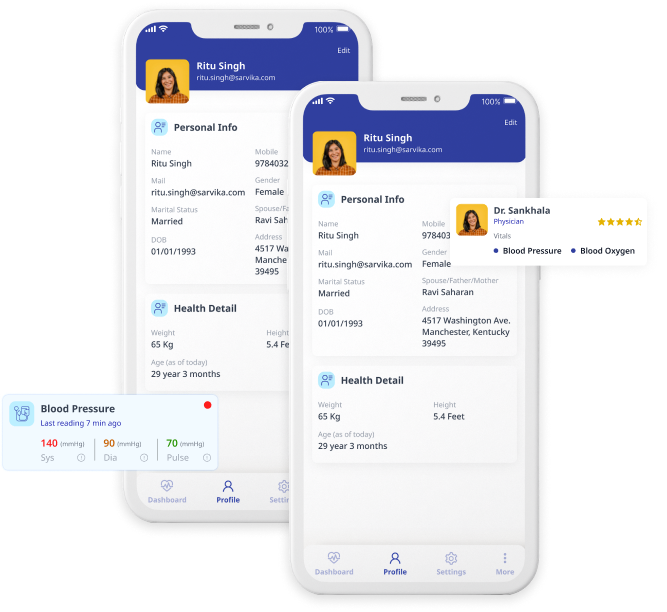 100%
Edit
Ritu Singh
ritu.singh@sarvika.com
Personal Info
Name
Mobile
Ritu Singh
9784032
Mail
Gender
ritu.singh@sarvika.com
Female
Marital Status
Spouse/Fa
Married
Ravi Sah
DOB
Address
01/01/1993
4517 Wa
Manche
39495
Health Detail
Weight
Height
65 Kg
5.4 Fe
Age (as of today)
29 year 3 months
Blood Pressure
Last reading 7 min ago
140 (mmHg) 90 (mmHg) 70 (mmHg)
Sys Dia Pulse
Dashboard Profile Settin
100%
Edit
Ritu Singh
ritu.singh@sarvika.com
Personal Info
Name
Mobile
Ritu Singh
978403
Mail
Gender
ritu.singh@sarvika.com
Female
Marital Status
Spouse/Father/Mother
Married
Ravi Saharan
DOB
Address
01/01/1993
4517 Washington Ave.
Manchester, Kentucky
39495
Health Detail
Weight
Height
65 Kg
5.4 Feet
Age (as of today)
29 year 3 months
Dashboard Profile Settings More
Dr. Sankhala
Physician
Vitals
Blood Pressure Blood Oxygen